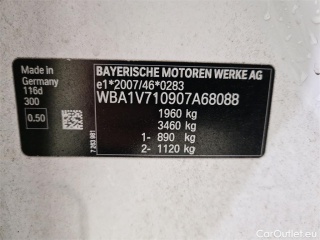 BAYERISCHE MOTOREN WERKE AG
Made in
Germany
116d
300
0.50
e1*2007/46*0283
WBA1V710907A68088
1960 kg
3460 kg
1- 890 kg
2- 1120 kg
© CarOutlet.eu